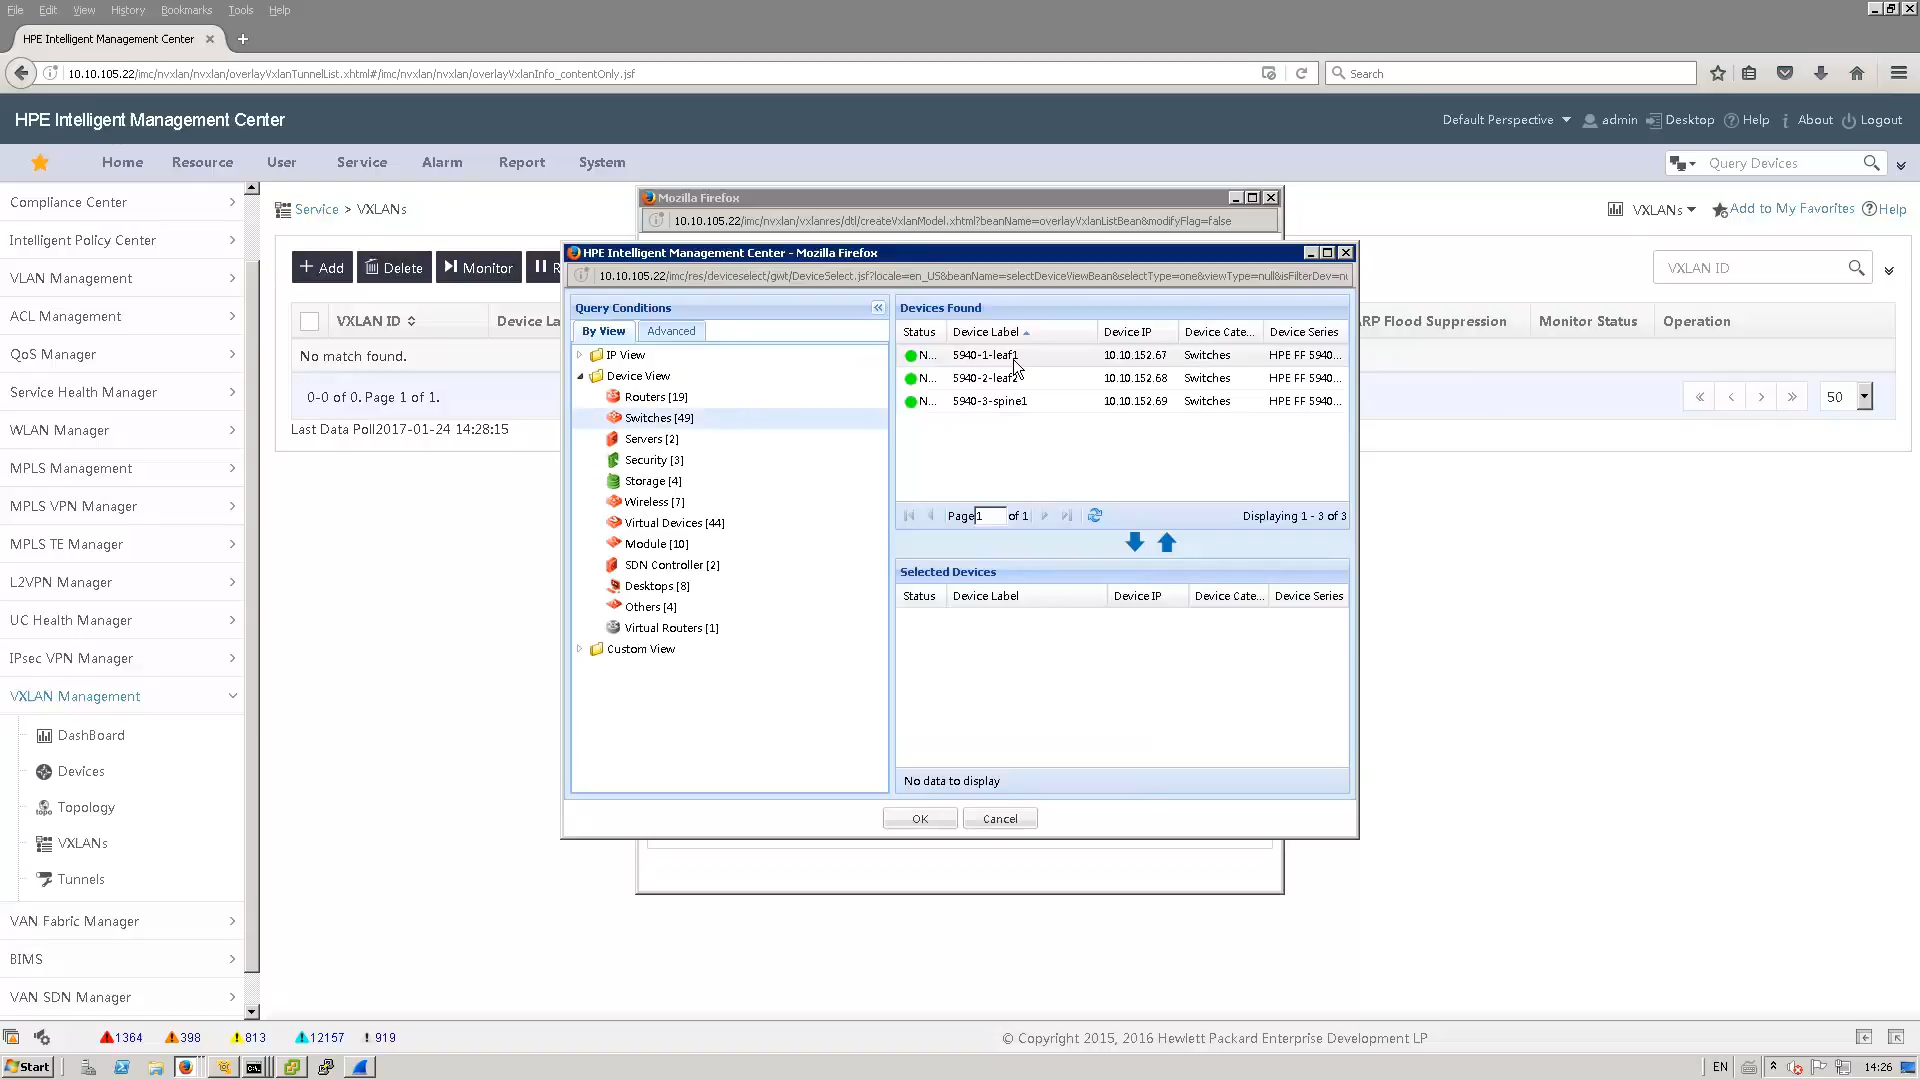 File Edit View History Bookmarks Tools Help
HPE Intelligent Management Center
10.10.105.22/imc/nvxlan/nvxlan/overlayVxlanTunnelList.xhtml#/imc/nvxlan/nvxlan/overlayVxlanInfo_contentOnly.jsf
Search
HPE Intelligent Management Center
Default Perspective admin Desktop Help About Logout
Home Resource User Service Alarm Report System
Query Devices
Compliance Center
Intelligent Policy Center
VLAN Management
ACL Management
QoS Manager
Service Health Manager
WLAN Manager
MPLS Management
MPLS VPN Manager
MPLS TE Manager
L2VPN Manager
UC Health Manager
IPsec VPN Manager
VXLAN Management
DashBoard
Devices
Topology
VXLANs
Tunnels
VAN Fabric Manager
BIMS
VAN SDN Manager
Service > VXLANs
VXLANs Add to My Favorites Help
Add Delete Monitor R
VXLAN ID
VXLAN ID Device La
RP Flood Suppression Monitor Status Operation
No match found.
0-0 of 0. Page 1 of 1.
50
Last Data Poll2017-01-24 14:28:15
Mozilla Firefox
10.10.105.22/imc/nvxlan/vxlanres/dtl/createVxlanModel.xhtml?beanName=overlayVxlanListBean&modifyFlag=false
HPE Intelligent Management Center - Mozilla Firefox
10.10.105.22/imc/res/deviceselect/gwt/DeviceSelect.jsf?locale=en_US&beanName=selectDeviceViewBean&selectType=one&viewType=null&isFilterDev=nu
Query Conditions
By View Advanced
IP View
Device View
Routers [19]
Switches [49]
Servers [2]
Security [3]
Storage [4]
Wireless [7]
Virtual Devices [44]
Module [10]
SDN Controller [2]
Desktops [8]
Others [4]
Virtual Routers [1]
Custom View
Devices Found
Status Device Label Device IP Device Cate... Device Series
N... 5940-1-leaf1 10.10.152.67 Switches HPE FF 5940...
N... 5940-2-leaf2 10.10.152.68 Switches HPE FF 5940...
N... 5940-3-spine1 10.10.152.69 Switches HPE FF 5940...
Page 1 of 1 Displaying 1 - 3 of 3
Selected Devices
Status Device Label Device IP Device Cate... Device Series
No data to display
OK Cancel
1364 398 813 12157 919
© Copyright 2015, 2016 Hewlett Packard Enterprise Development LP
Start
EN 14:26